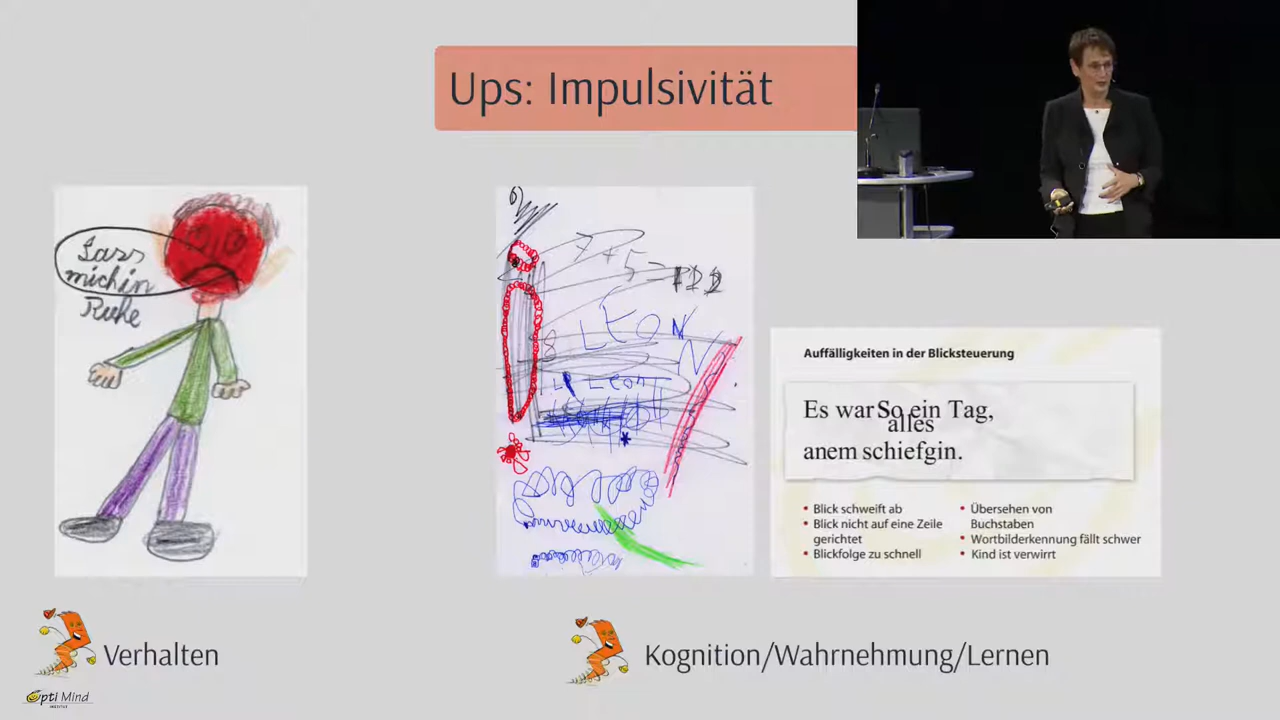 Ups: Impulsivität
Lass
mich in
Ruhe
7+5=
LEON
N
Auffälligkeiten in der Blicksteuerung
Es war So ein Tag,
alles
anem schiefgin.
• Blick schweift ab
• Blick nicht auf eine Zeile
gerichtet
• Blickfolge zu schnell
• Übersehen von
Buchstaben
• Wortbilderkennung fällt schwer
• Kind ist verwirrt
Verhalten
Kognition/Wahrnehmung/Lernen
Opti Mind
INSTITUT